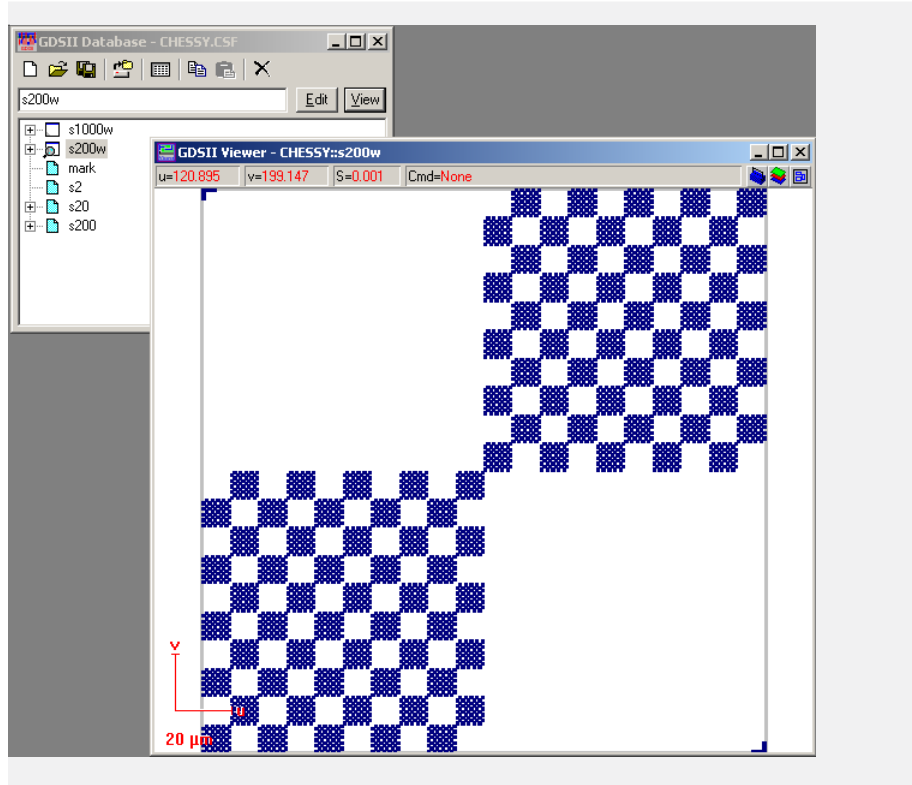 GDSII Database - CHESSY.CSF
s200w
Edit
View
s1000w
s200w
mark
s2
s20
s200
GDSII Viewer - CHESSY::s200w
u=120.895 v=199.147 S=0.001 Cmd=None
v
u
20 µm